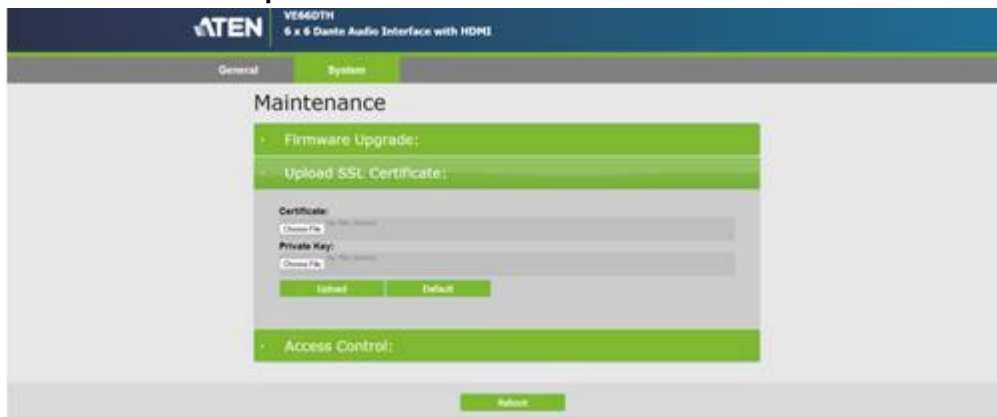 ATEN
VE66DTH
6 x 6 Dante Audio Interface with HDMI
General
System
Maintenance
Firmware Upgrade:
Upload SSL Certificate:
Certificate:
Choose File
Private Key:
Choose File
Upload
Default
Access Control:
Reboot